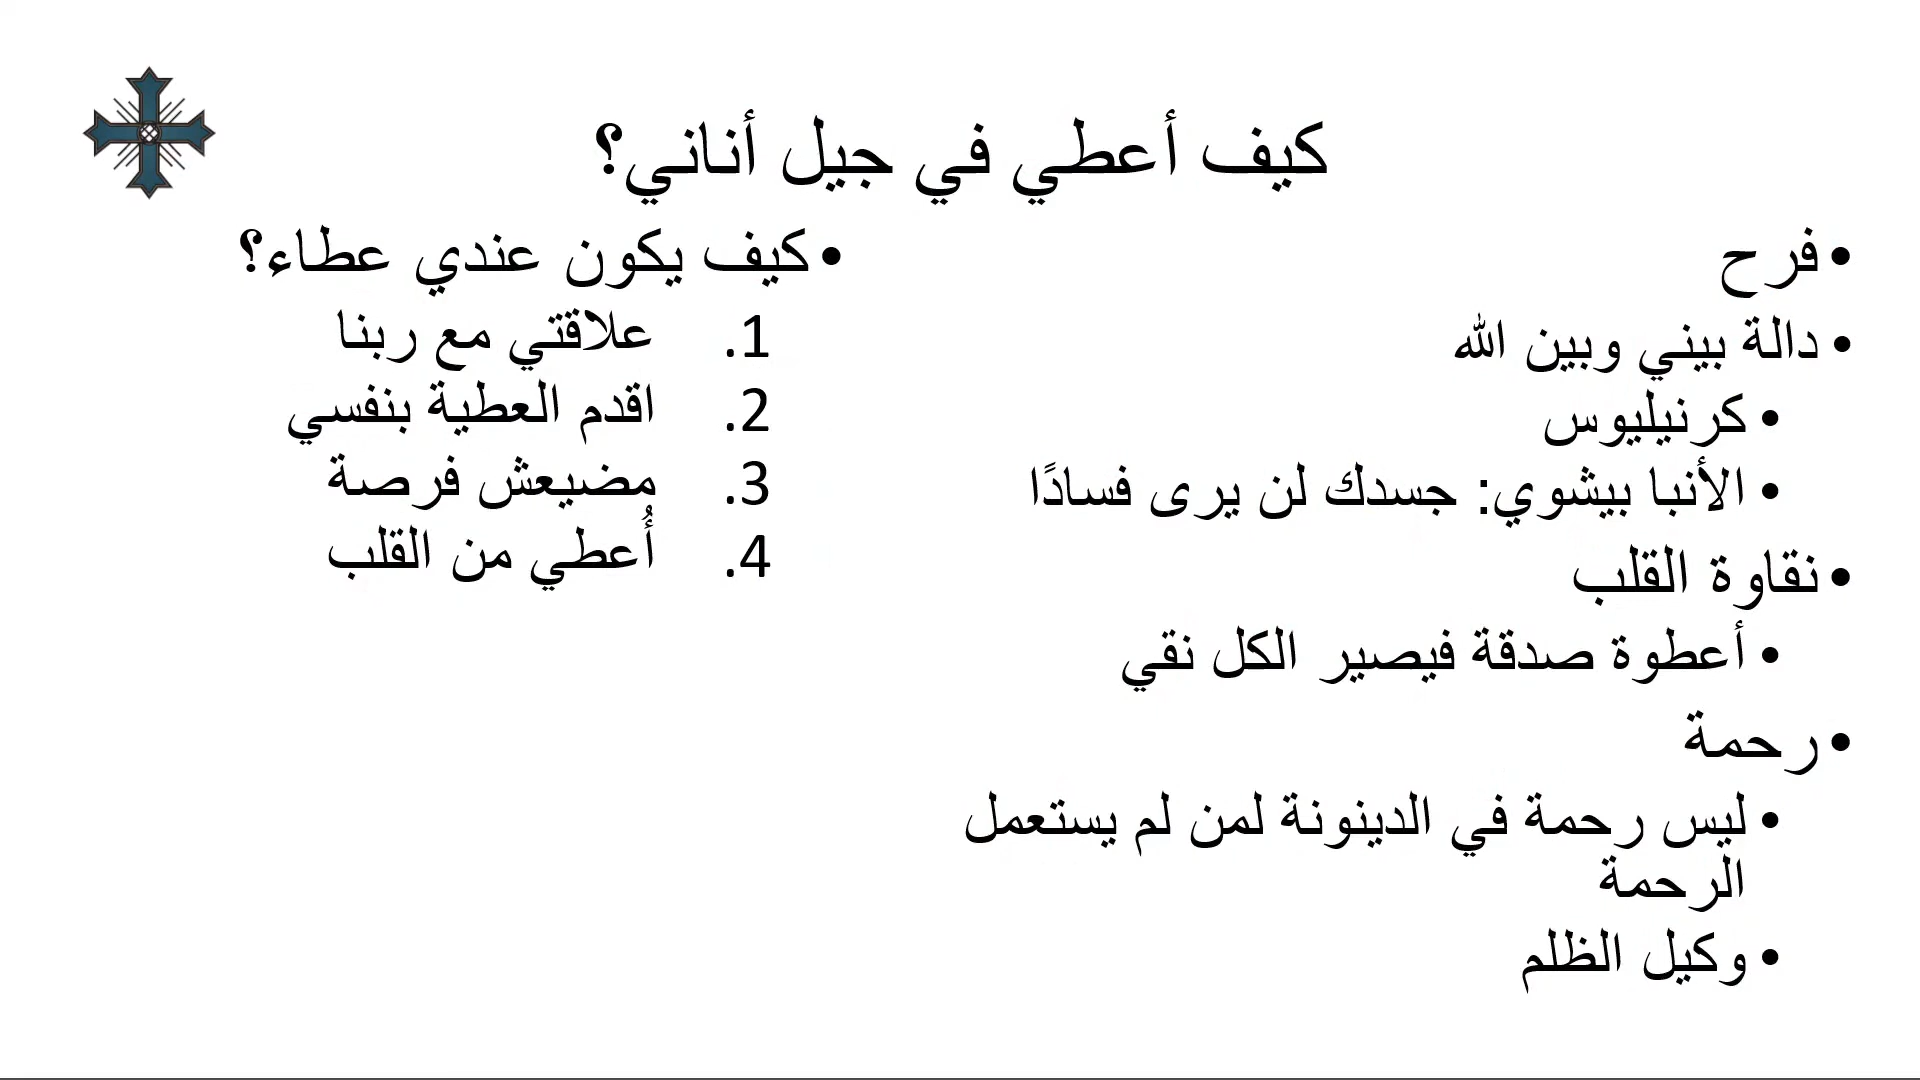 كيف أعطي في جيل أناني؟
• فرح
• دالة بيني وبين الله
• كرنيليوس
• الأنبا بيشوي: جسدك لن يرى فسادًا
• نقاوة القلب
• أعطوة صدقة فيصير الكل نقي
• رحمة
• ليس رحمة في الدينونة لمن لم يستعمل
الرحمة
• وكيل الظلم
• كيف يكون عندي عطاء؟
1. علاقتي مع ربنا
2. اقدم العطية بنفسي
3. مضيعش فرصة
4. أُعطي من القلب